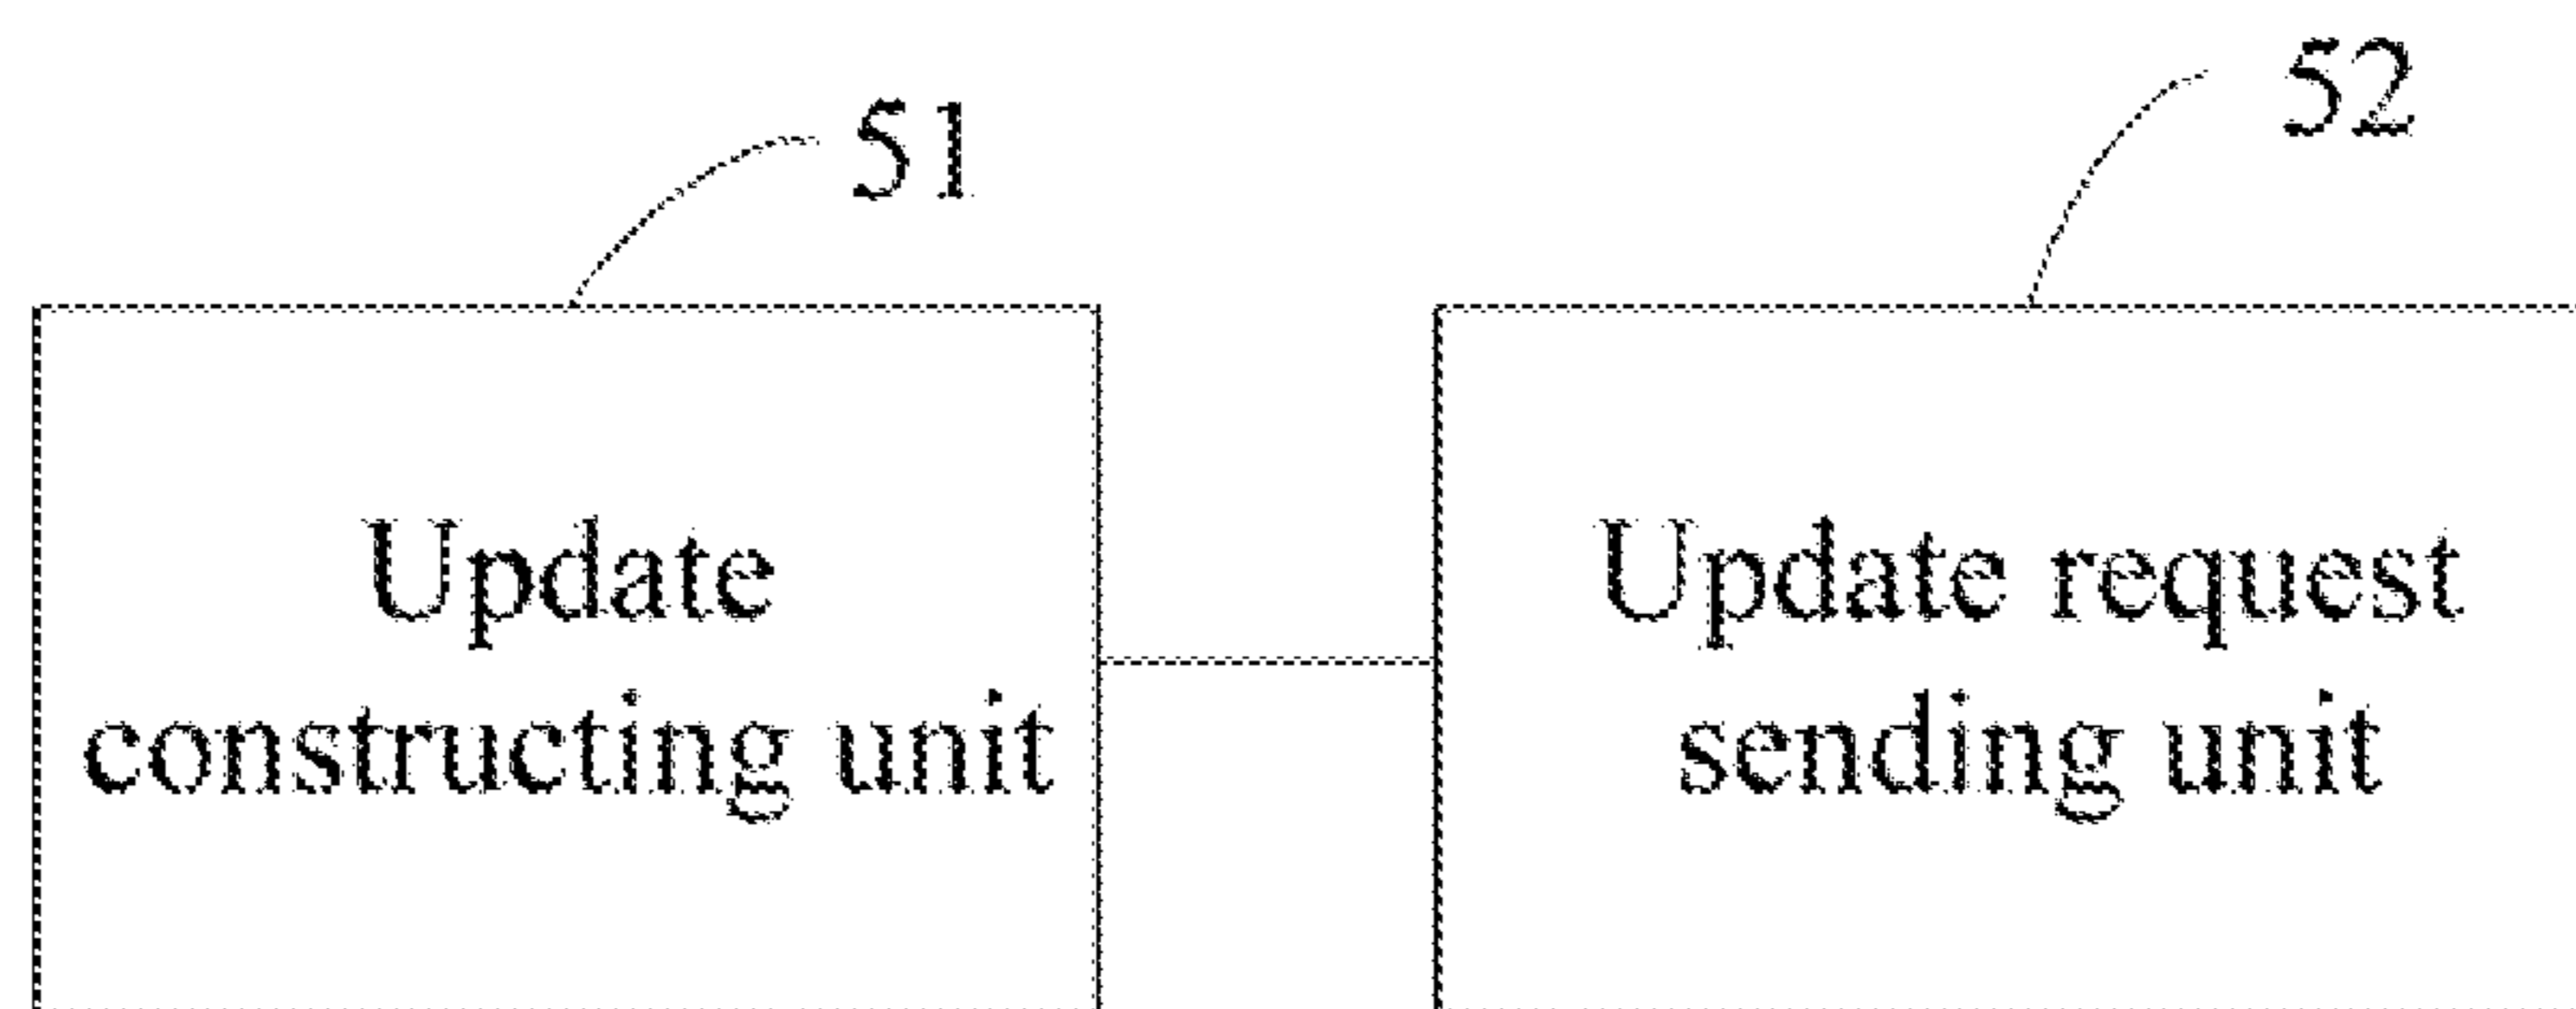 51
52
Update
constructing unit
Update request
sending unit